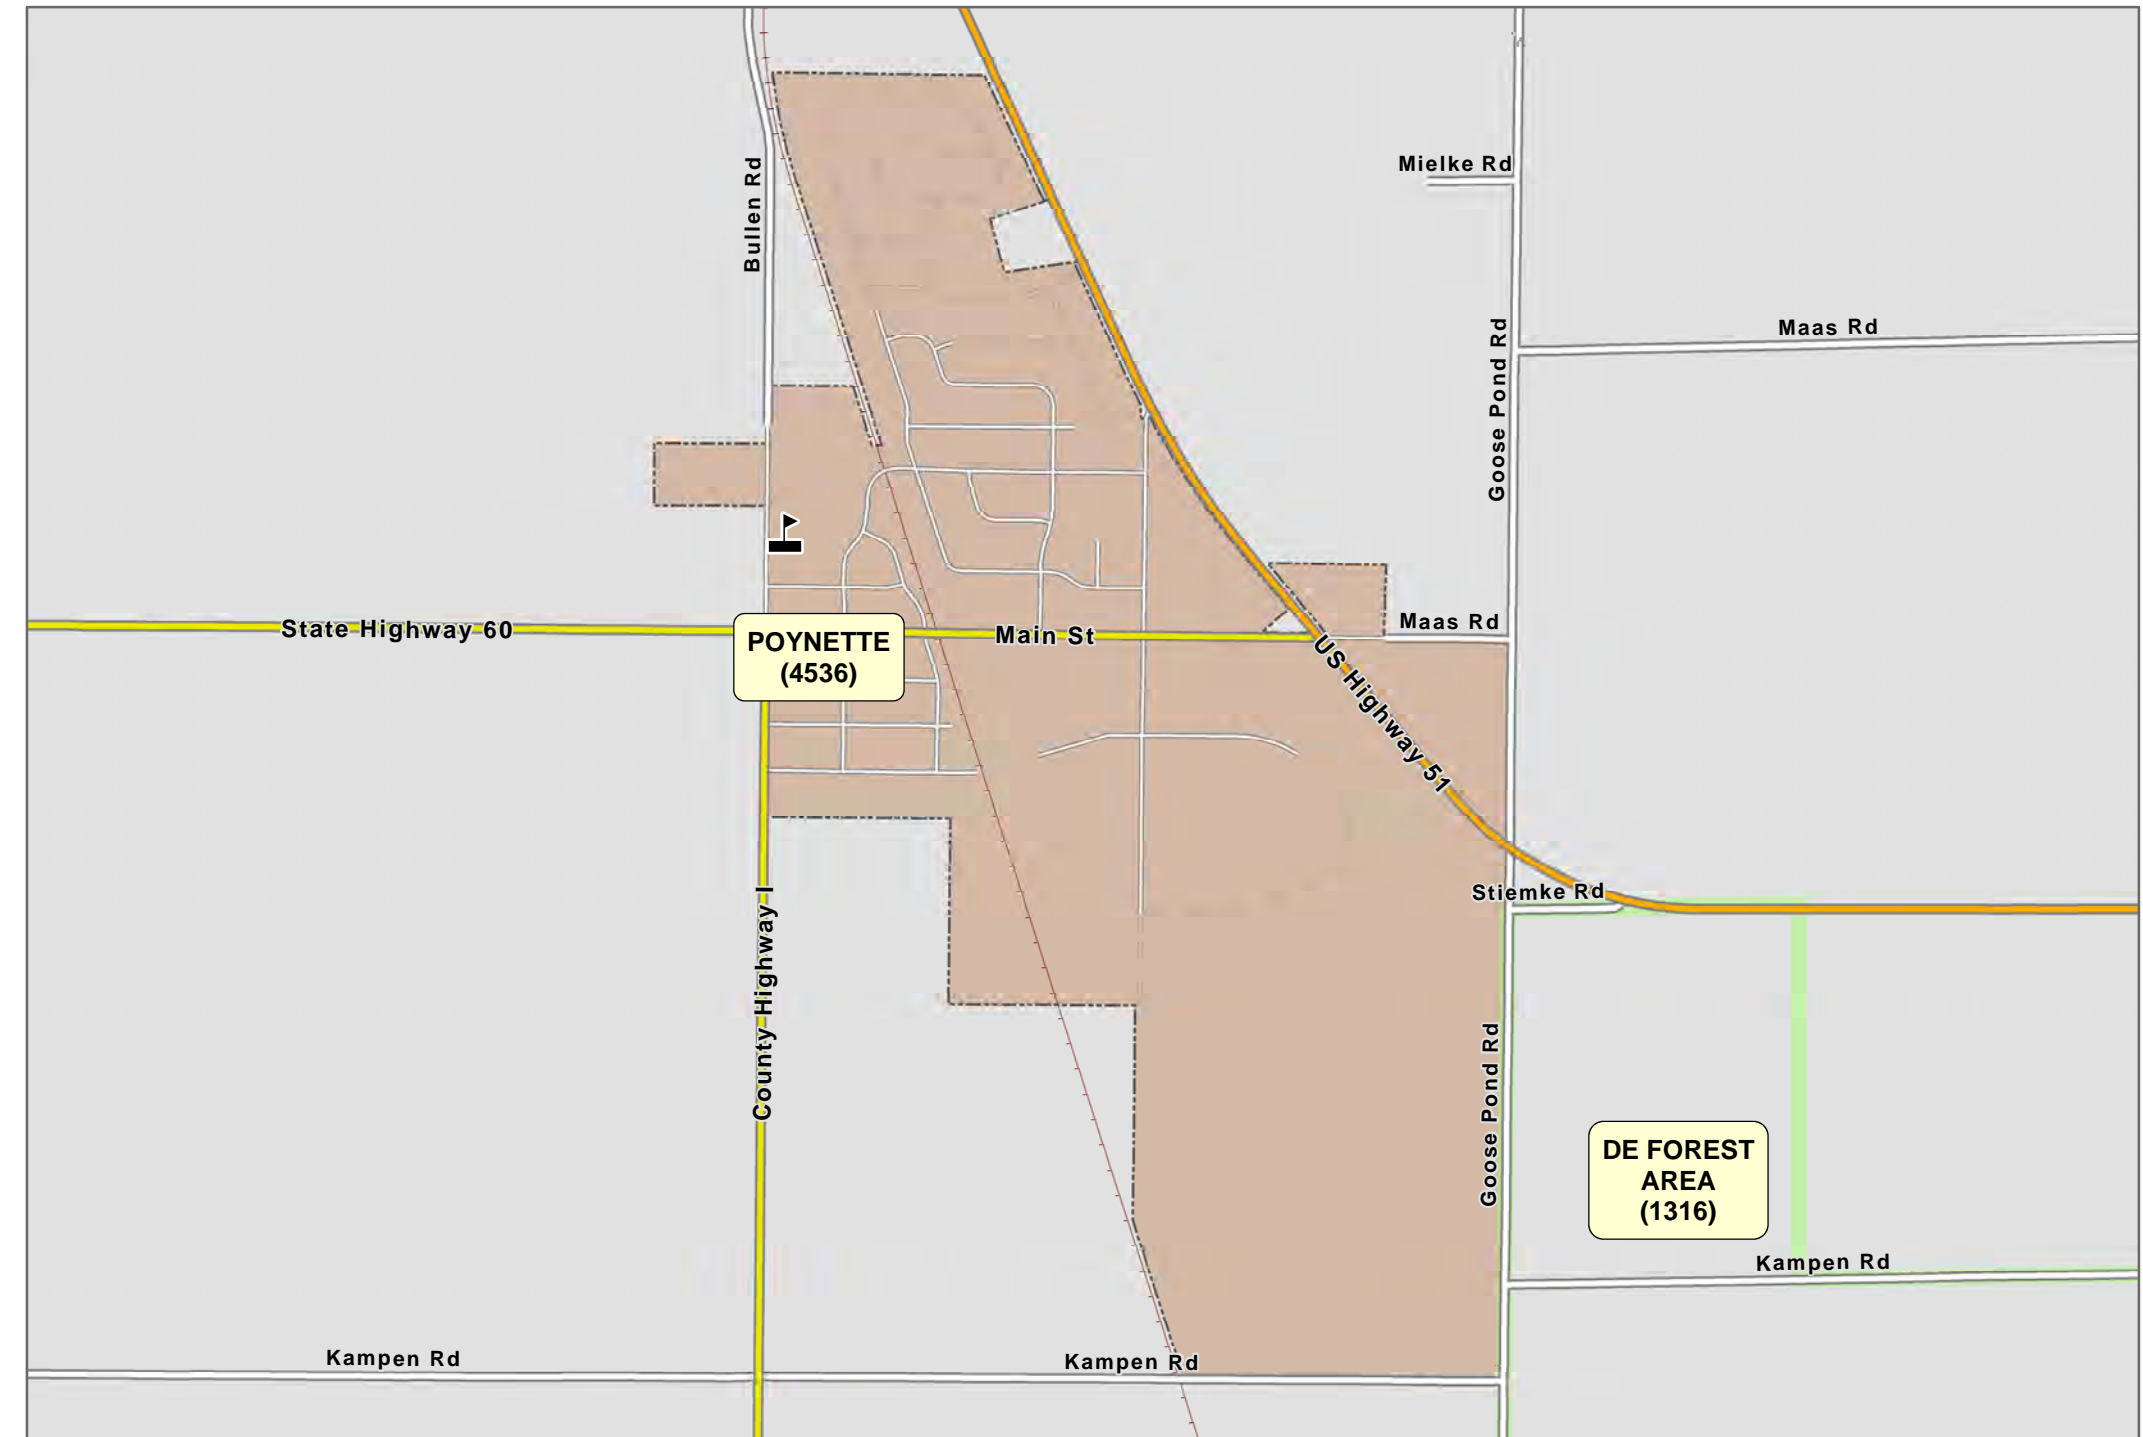 Mielke Rd
Bullen Rd
Maas Rd
Goose Pond Rd
State Highway 60
Main St
Maas Rd
POYNETTE
(4536)
US Highway 51
Stiemke Rd
County Highway I
Goose Pond Rd
DE FOREST
AREA
(1316)
Kampen Rd
Kampen Rd
Kampen Rd